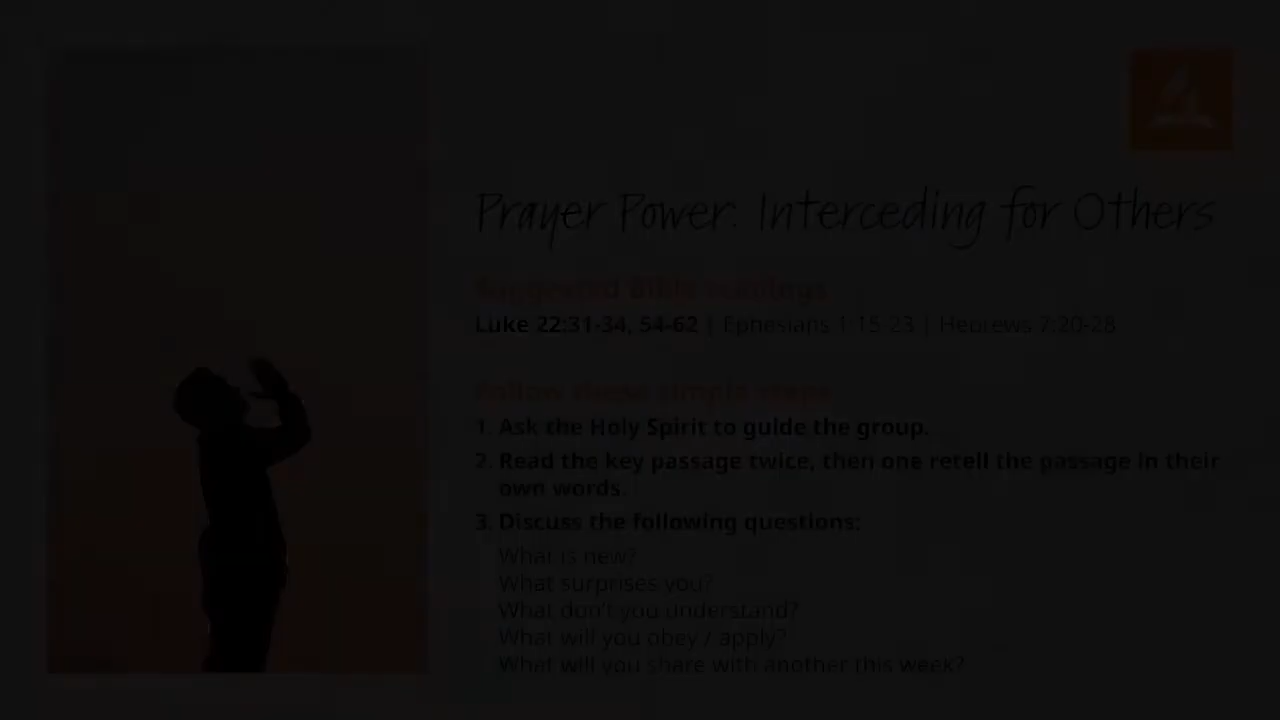 Prayer Power: Interceding for Others
Suggested Bible readings
Luke 22:31-34, 54-62 | Ephesians 1:15-23 | Hebrews 7:20-28
Follow these simple steps
1. Ask the Holy Spirit to guide the group.
2. Read the key passage twice, then one retell the passage in their
own words.
3. Discuss the following questions:
What is new?
What surprises you?
What don't you understand?
What will you obey / apply?
What will you share with another this week?